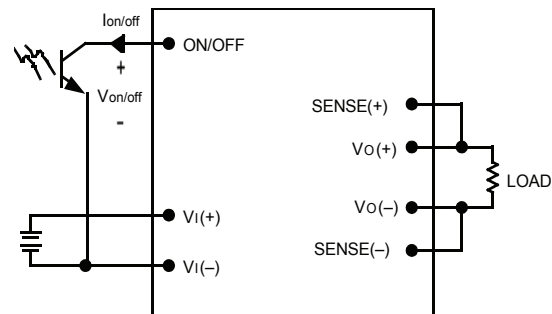 Ion/off
ON/OFF
+
Von/off
-
SENSE(+)
VO(+)
LOAD
VO(–)
VI(+)
SENSE(–)
VI(–)